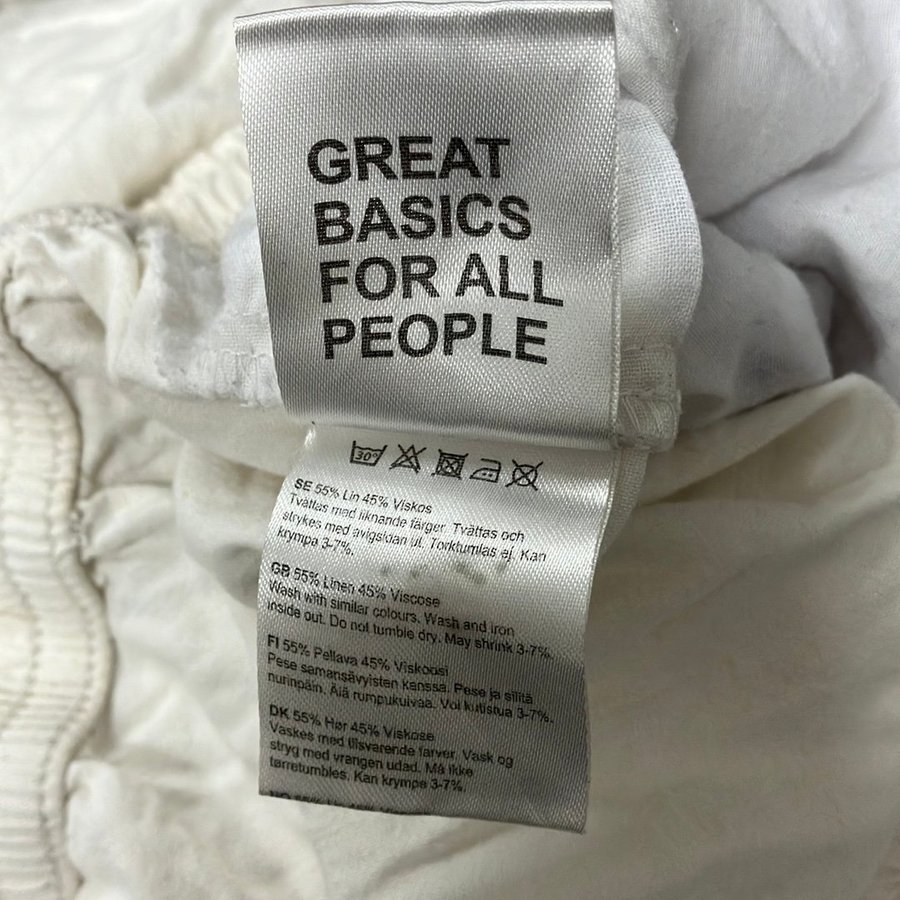 GREAT
BASICS
FOR ALL
PEOPLE
30°
SE 55% Lin 45% Viskos
Tvättas med liknande färger. Tvättas och
strykes med avigsidan ut. Torktumlas ej. Kan
krympa 3-7%.
GB 55% Linen 45% Viscose
Wash with similar colours. Wash and iron
inside out. Do not tumble dry. May shrink 3-7%.
FI 55% Pellava 45% Viskoosi
Pese samansävyisten kanssa. Pese ja silitä
nurinpäin. Älä rumpukuivaa. Voi kutistua 3-7%.
DK 55% Hør 45% Viskose
Vaskes med tilsvarende farver. Vask og
stryg med vrangen udad. Må ikke
tørretumbles. Kan krympe 3-7%.